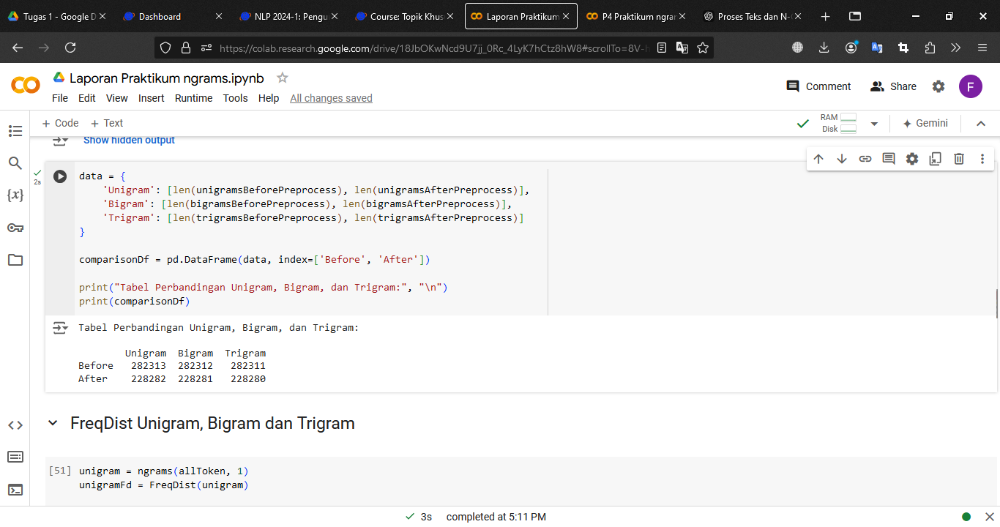 Tugas 1 - Google D
Dashboard
NLP 2024-1: Pengu
Course: Topik Khus
Laporan Praktikum
P4 Praktikum ngran
Proses Teks dan N-
https://colab.research.google.com/drive/18JbOKwNcd9U7jj_0Rc_4LyK7hCtz8hW8#scrollTo=8V-h
Laporan Praktikum ngrams.ipynb
File Edit View Insert Runtime Tools Help All changes saved
Comment Share F
+ Code + Text
RAM
Disk
Gemini
Show hidden output
2s
data = {
'Unigram': [len(unigramsBeforePreprocess), len(unigramsAfterPreprocess)],
'Bigram': [len(bigramsBeforePreprocess), len(bigramsAfterPreprocess)],
'Trigram': [len(trigramsBeforePreprocess), len(trigramsAfterPreprocess)]
}
comparisonDf = pd.DataFrame(data, index=['Before', 'After'])
print("Tabel Perbandingan Unigram, Bigram, dan Trigram:", "\n")
print(comparisonDf)
Tabel Perbandingan Unigram, Bigram, dan Trigram:
Unigram Bigram Trigram
Before 282313 282312 282311
After 228282 228281 228280
FreqDist Unigram, Bigram dan Trigram
[51] unigram = ngrams(allToken, 1)
unigramFd = FreqDist(unigram)
3s completed at 5:11 PM